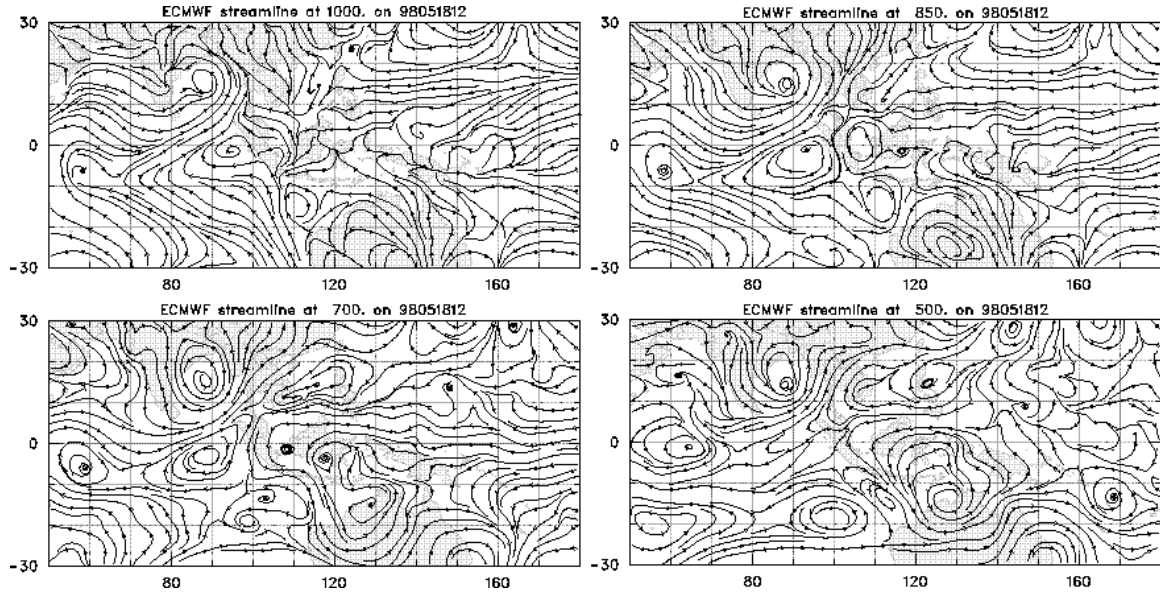 ECMWF streamline at 1000. on 98051812
30
0
-30
80 120 160
ECMWF streamline at 850. on 98051812
30
0
-30
80 120 160
ECMWF streamline at 700. on 98051812
30
0
-30
80 120 160
ECMWF streamline at 500. on 98051812
30
0
-30
80 120 160